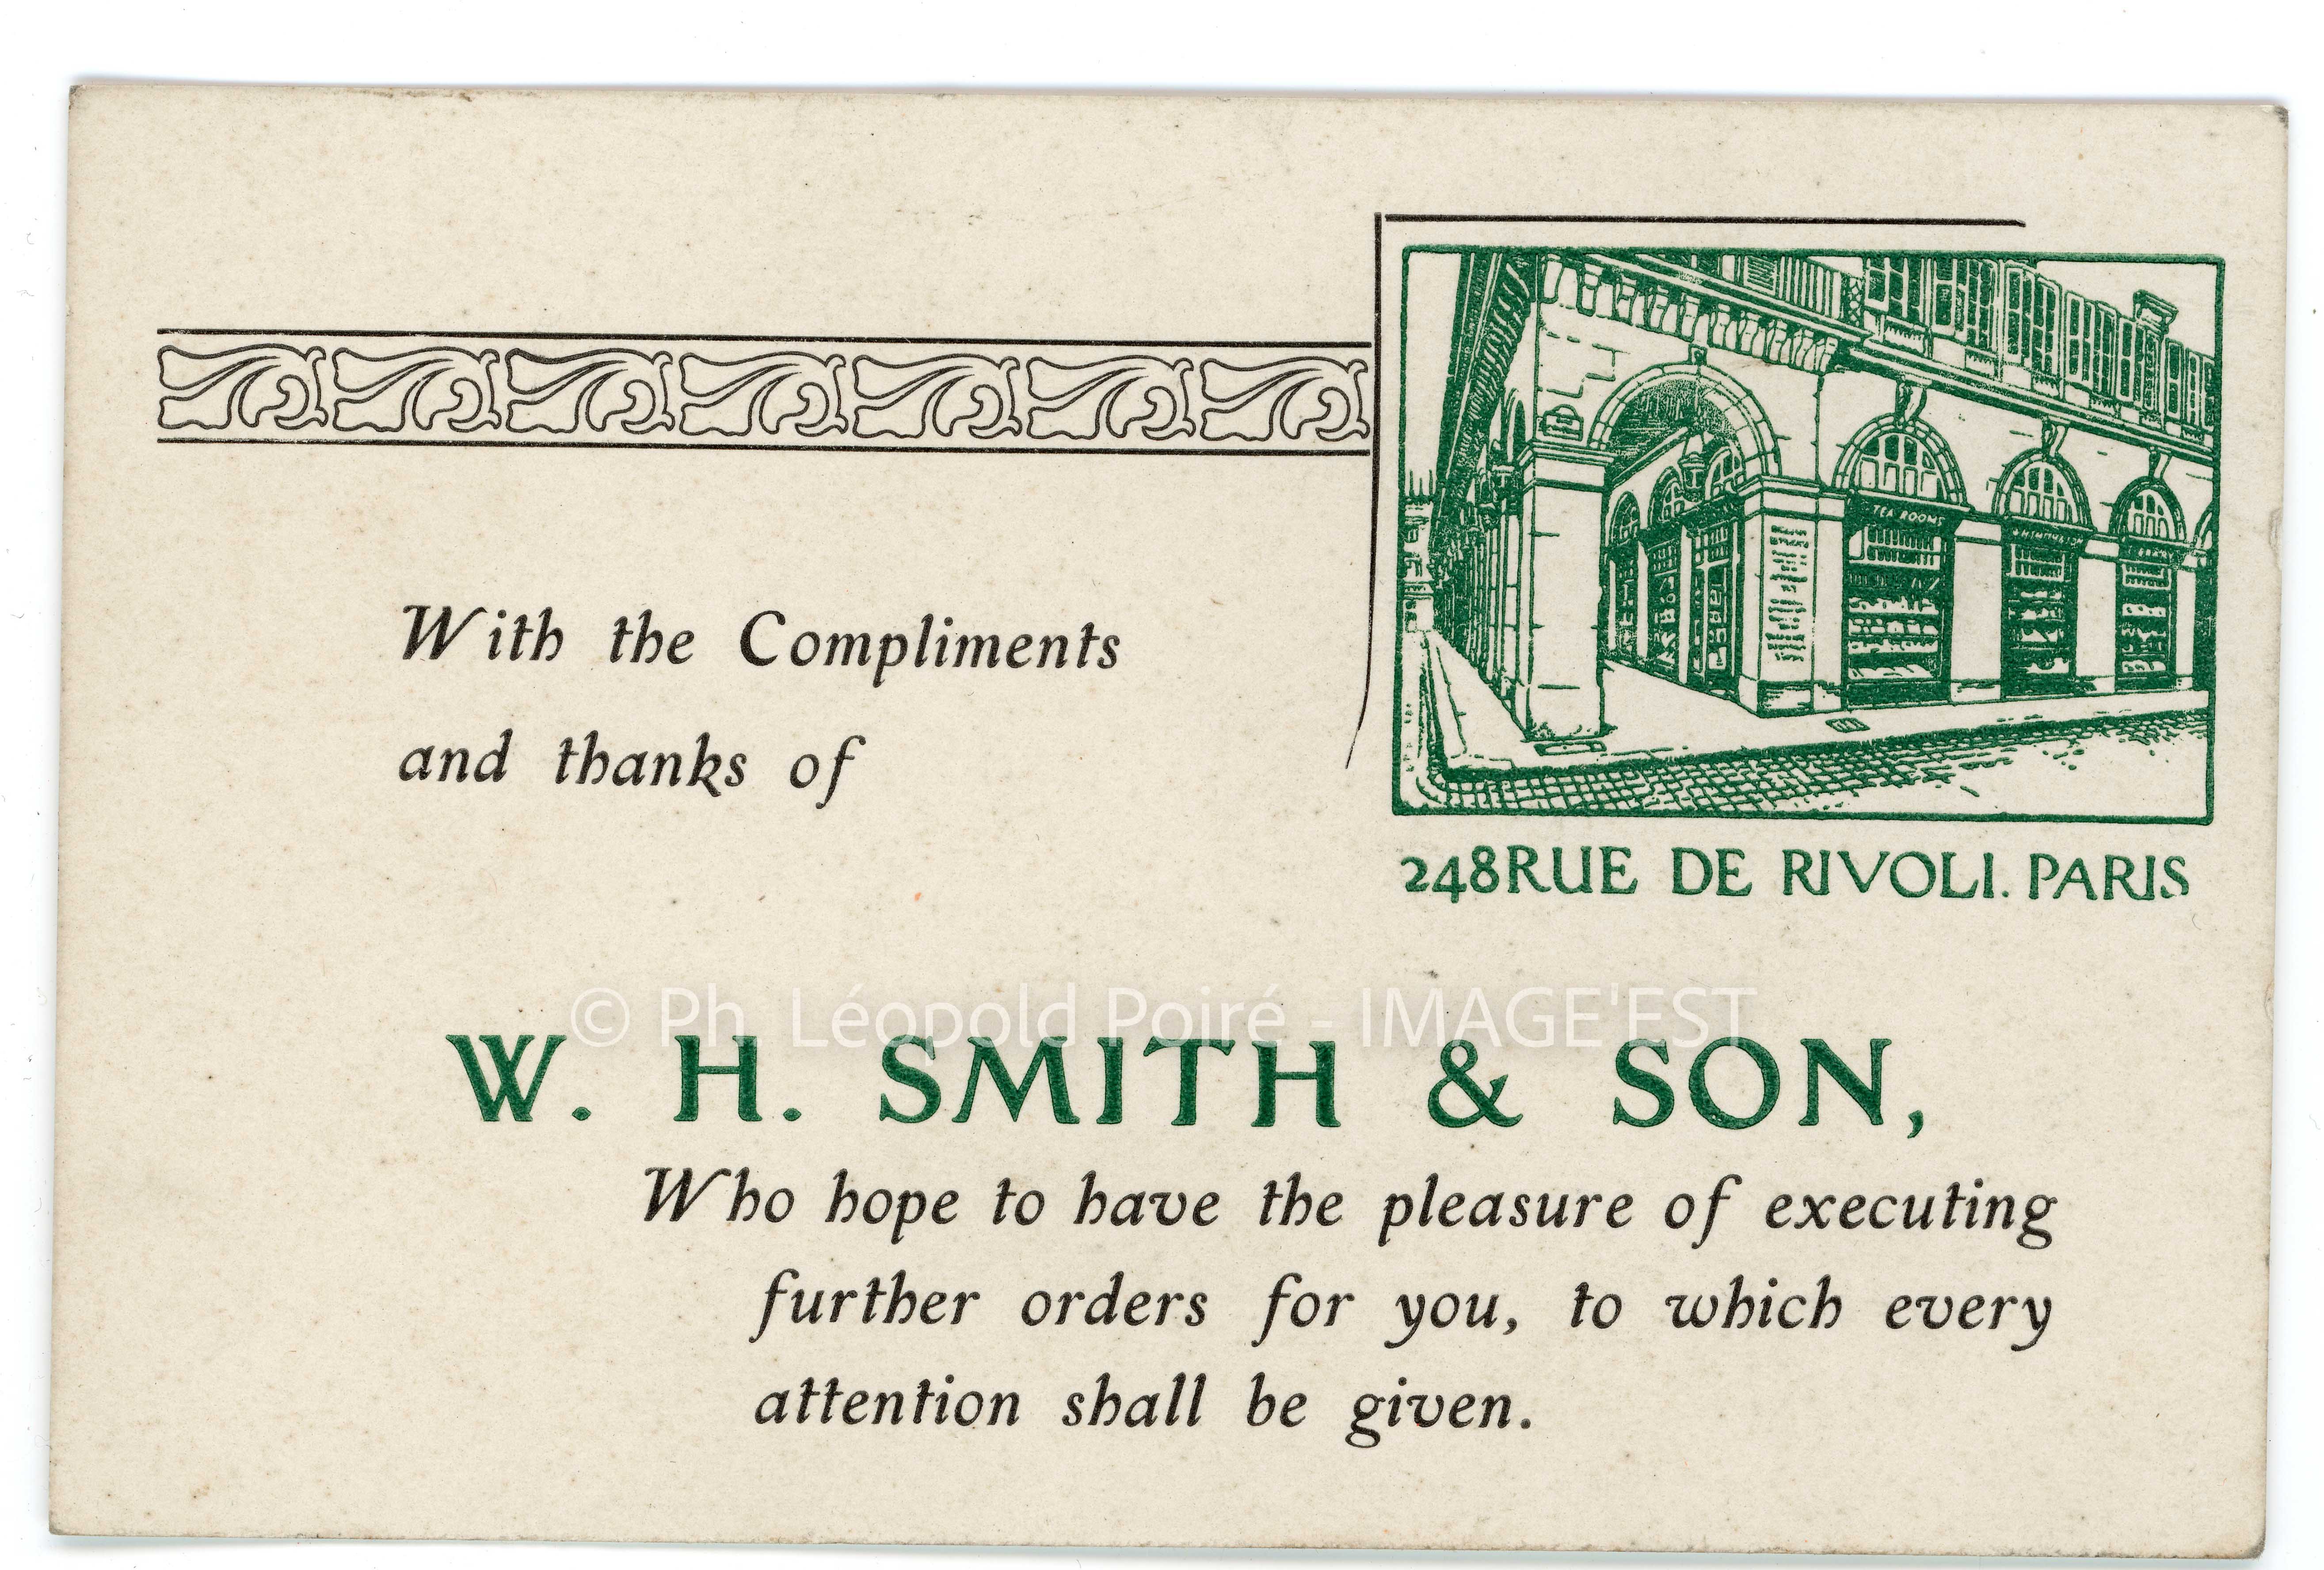 With the Compliments
and thanks of
TEA ROOMS
248 RUE DE RIVOLI. PARIS
© Ph. Léopold Poiré - IMAGE'EST
W. H. SMITH & SON,
Who hope to have the pleasure of executing
further orders for you, to which every
attention shall be given.